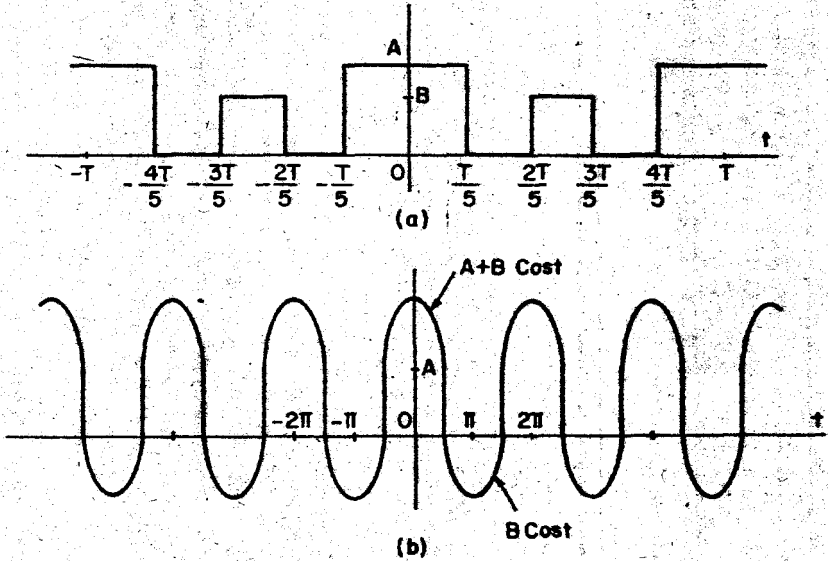 A
B
t
-T -4T/5 -3T/5 -2T/5 -T/5 0 T/5 2T/5 3T/5 4T/5 T
(a)
A+B Cost
A
-2π -π 0 π 2π t
B Cost
(b)